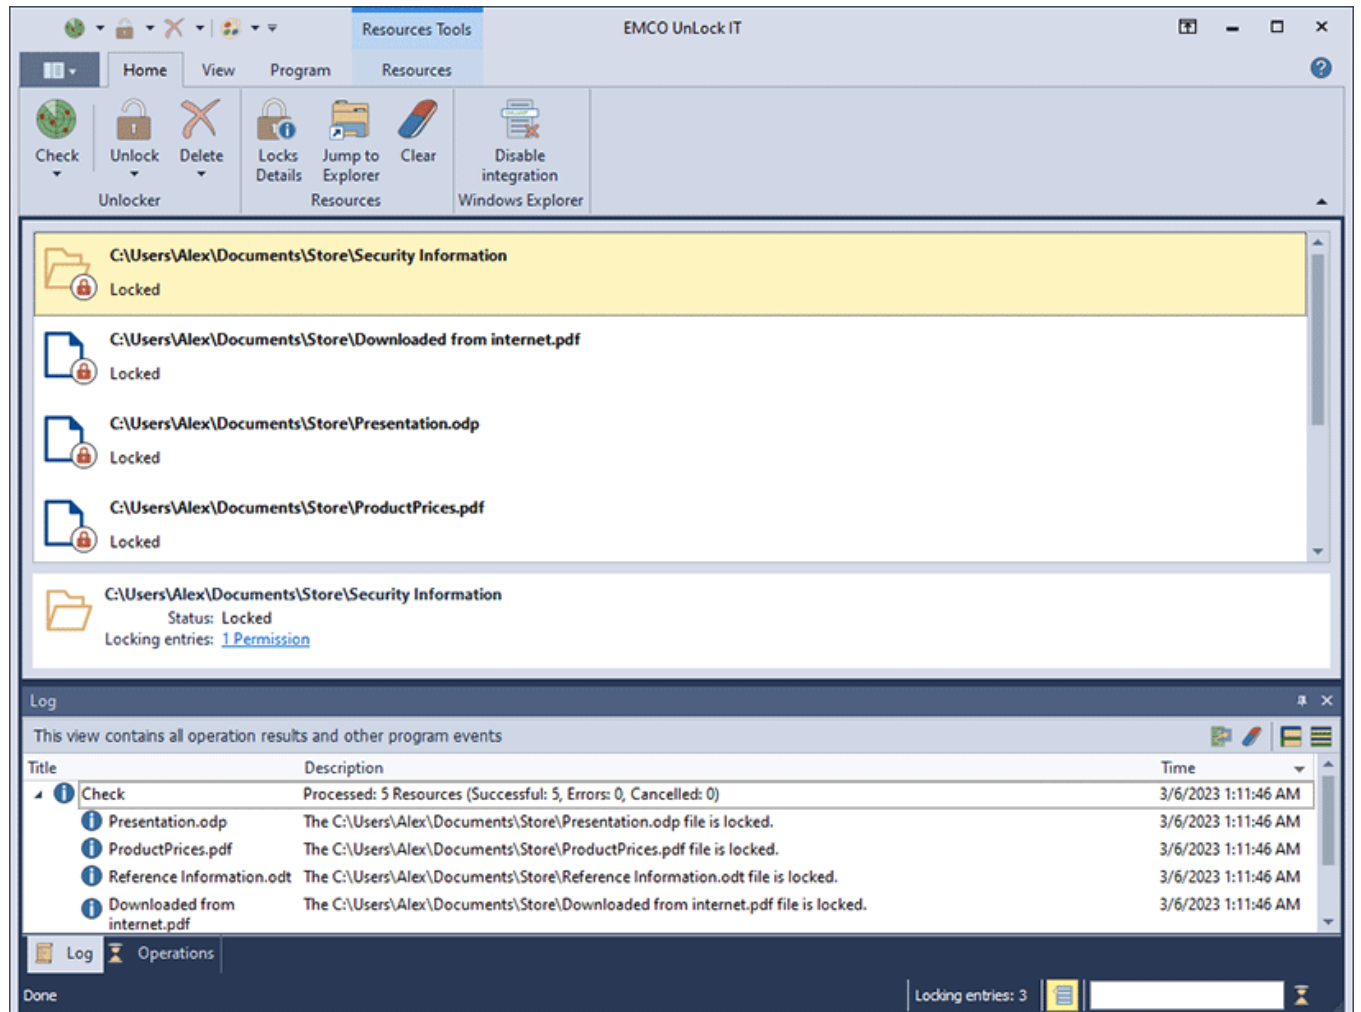 Resources Tools
EMCO UnLock IT
Home View Program Resources
Check Unlock Delete Locks Details Jump to Explorer Clear Disable integration
Unlocker Resources Windows Explorer
C:\Users\Alex\Documents\Store\Security Information
Locked
C:\Users\Alex\Documents\Store\Downloaded from internet.pdf
Locked
C:\Users\Alex\Documents\Store\Presentation.odp
Locked
C:\Users\Alex\Documents\Store\ProductPrices.pdf
Locked
C:\Users\Alex\Documents\Store\Security Information
Status: Locked
Locking entries: 1 Permission
Log
This view contains all operation results and other program events
Title Description Time
Check Processed: 5 Resources (Successful: 5, Errors: 0, Cancelled: 0) 3/6/2023 1:11:46 AM
Presentation.odp The C:\Users\Alex\Documents\Store\Presentation.odp file is locked. 3/6/2023 1:11:46 AM
ProductPrices.pdf The C:\Users\Alex\Documents\Store\ProductPrices.pdf file is locked. 3/6/2023 1:11:46 AM
Reference Information.odt The C:\Users\Alex\Documents\Store\Reference Information.odt file is locked. 3/6/2023 1:11:46 AM
Downloaded from The C:\Users\Alex\Documents\Store\Downloaded from internet.pdf file is locked. 3/6/2023 1:11:46 AM
internet.pdf
Log Operations
Done Locking entries: 3